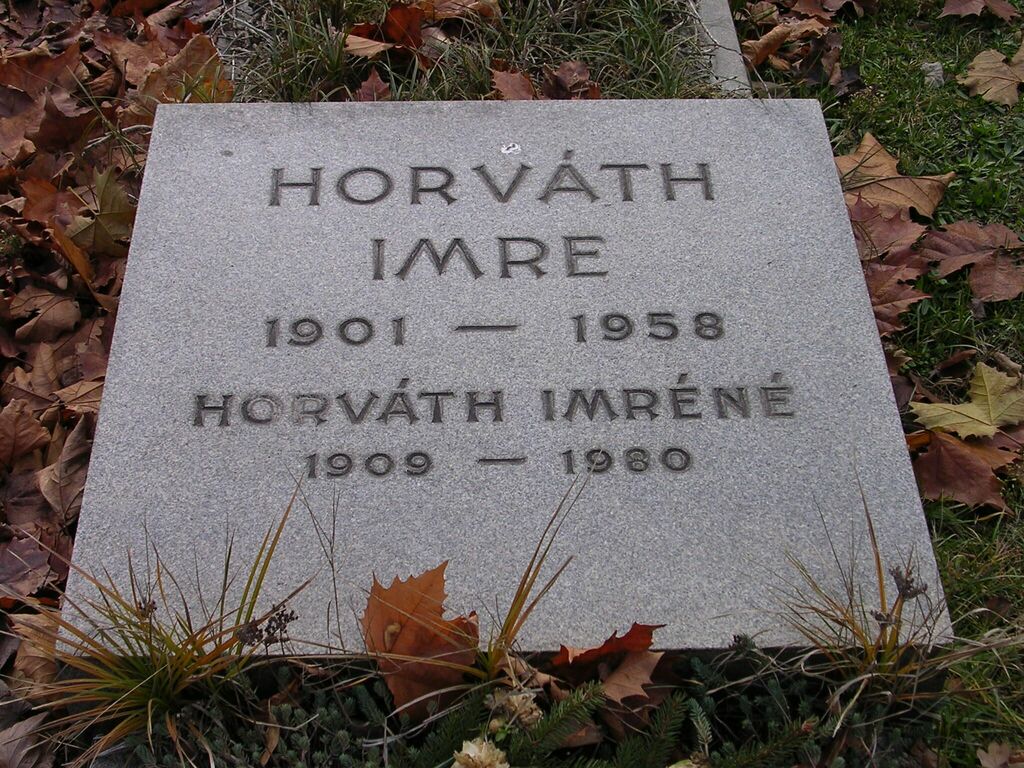 HORVÁTH
IMRE
1901 — 1958
HORVÁTH IMRÉNÉ
1909 — 1980